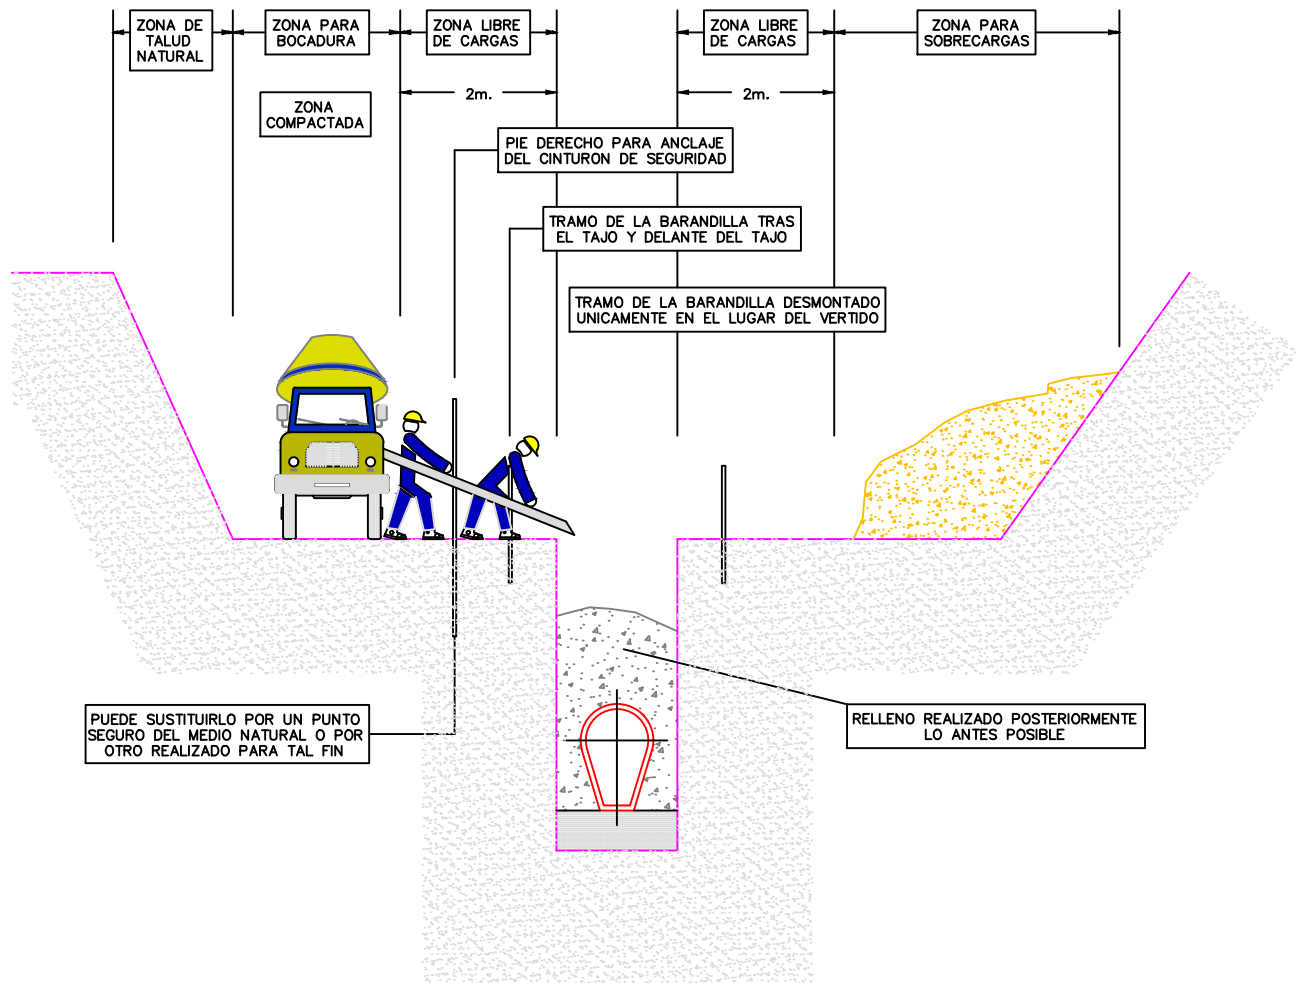 ZONA DE
TALUD
NATURAL
ZONA PARA
BOCADURA
ZONA LIBRE
DE CARGAS
ZONA LIBRE
DE CARGAS
ZONA PARA
SOBRECARGAS
2m.
2m.
ZONA
COMPACTADA
PIE DERECHO PARA ANCLAJE
DEL CINTURON DE SEGURIDAD
TRAMO DE LA BARANDILLA TRAS
EL TAJO Y DELANTE DEL TAJO
TRAMO DE LA BARANDILLA DESMONTADO
UNICAMENTE EN EL LUGAR DEL VERTIDO
PUEDE SUSTITUIRLO POR UN PUNTO
SEGURO DEL MEDIO NATURAL O POR
OTRO REALIZADO PARA TAL FIN
RELLENO REALIZADO POSTERIORMENTE
LO ANTES POSIBLE